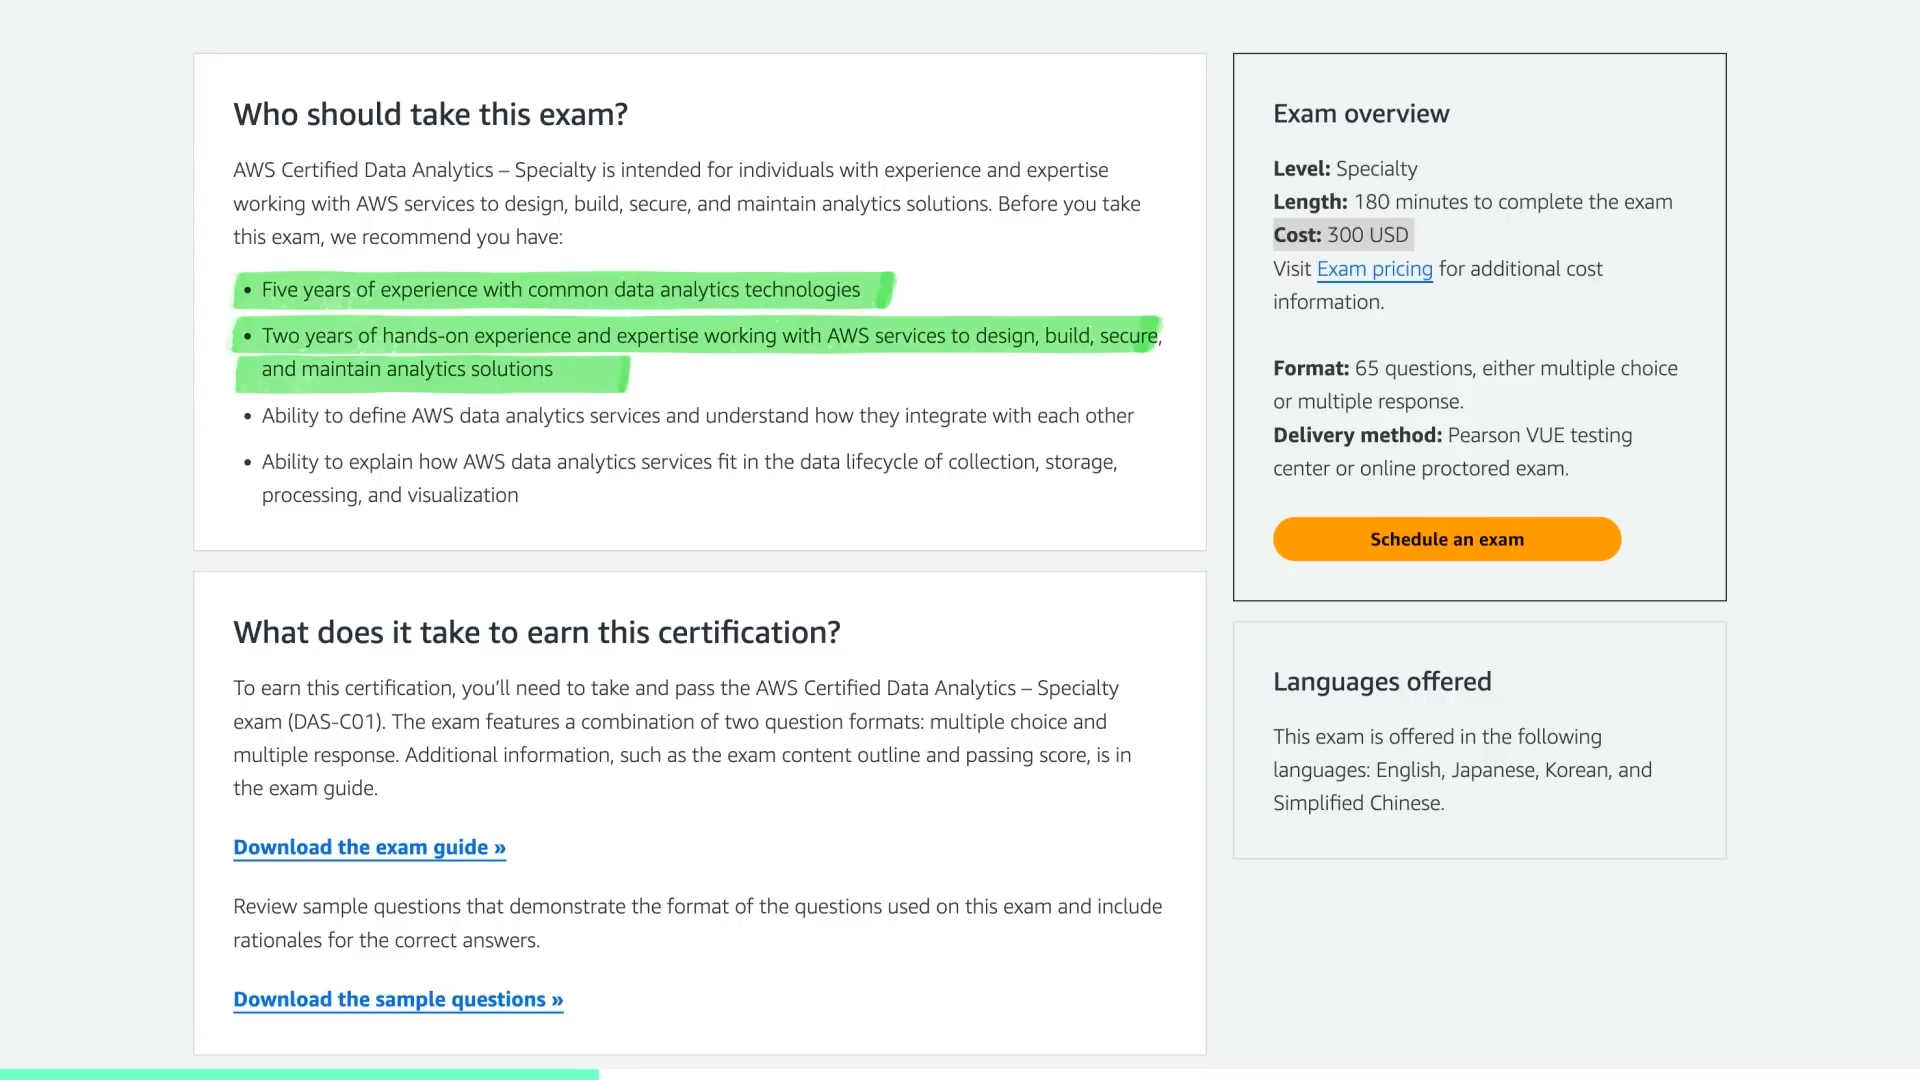 Who should take this exam?
AWS Certified Data Analytics – Specialty is intended for individuals with experience and expertise
working with AWS services to design, build, secure, and maintain analytics solutions. Before you take
this exam, we recommend you have:
• Five years of experience with common data analytics technologies
• Two years of hands-on experience and expertise working with AWS services to design, build, secure,
and maintain analytics solutions
• Ability to define AWS data analytics services and understand how they integrate with each other
• Ability to explain how AWS data analytics services fit in the data lifecycle of collection, storage,
processing, and visualization
What does it take to earn this certification?
To earn this certification, you’ll need to take and pass the AWS Certified Data Analytics – Specialty
exam (DAS-C01). The exam features a combination of two question formats: multiple choice and
multiple response. Additional information, such as the exam content outline and passing score, is in
the exam guide.
Download the exam guide »
Review sample questions that demonstrate the format of the questions used on this exam and include
rationales for the correct answers.
Download the sample questions »
Exam overview
Level: Specialty
Length: 180 minutes to complete the exam
Cost: 300 USD
Visit Exam pricing for additional cost
information.
Format: 65 questions, either multiple choice
or multiple response.
Delivery method: Pearson VUE testing
center or online proctored exam.
Schedule an exam
Languages offered
This exam is offered in the following
languages: English, Japanese, Korean, and
Simplified Chinese.